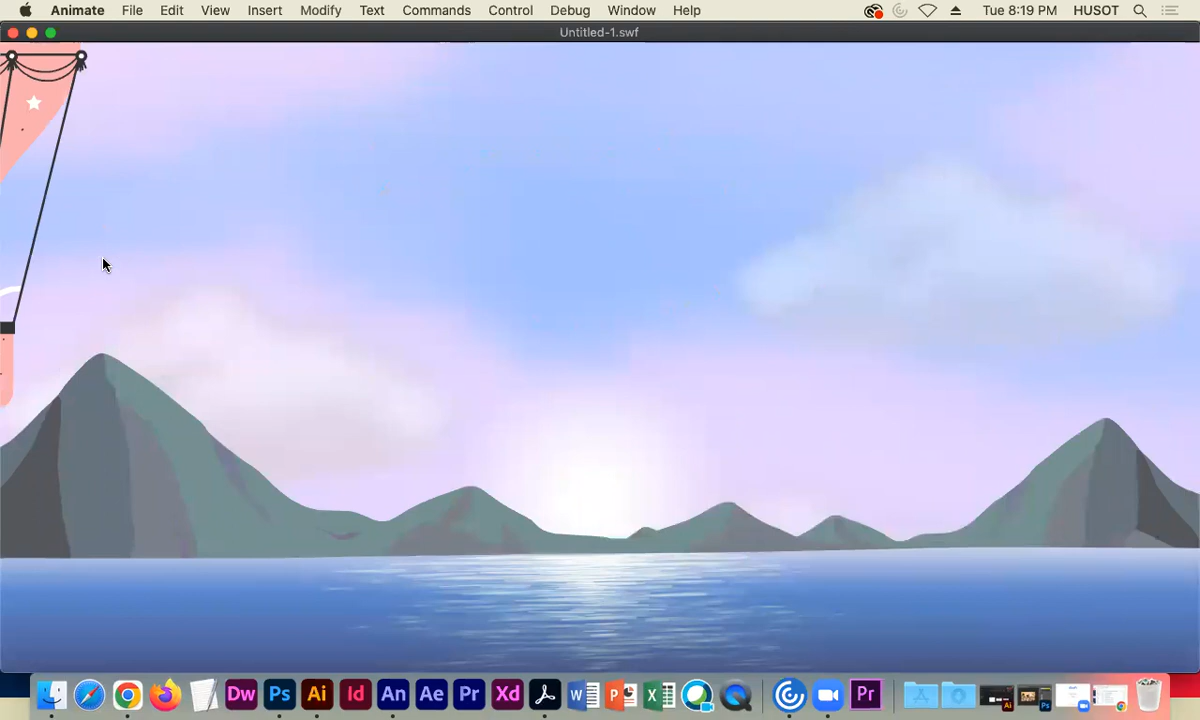 Animate File Edit View Insert Modify Text Commands Control Debug Window Help Tue 8:19 PM HUSOT
Untitled-1.swf
Dw Ps Ai Id An Ae Pr Xd W P X Pr